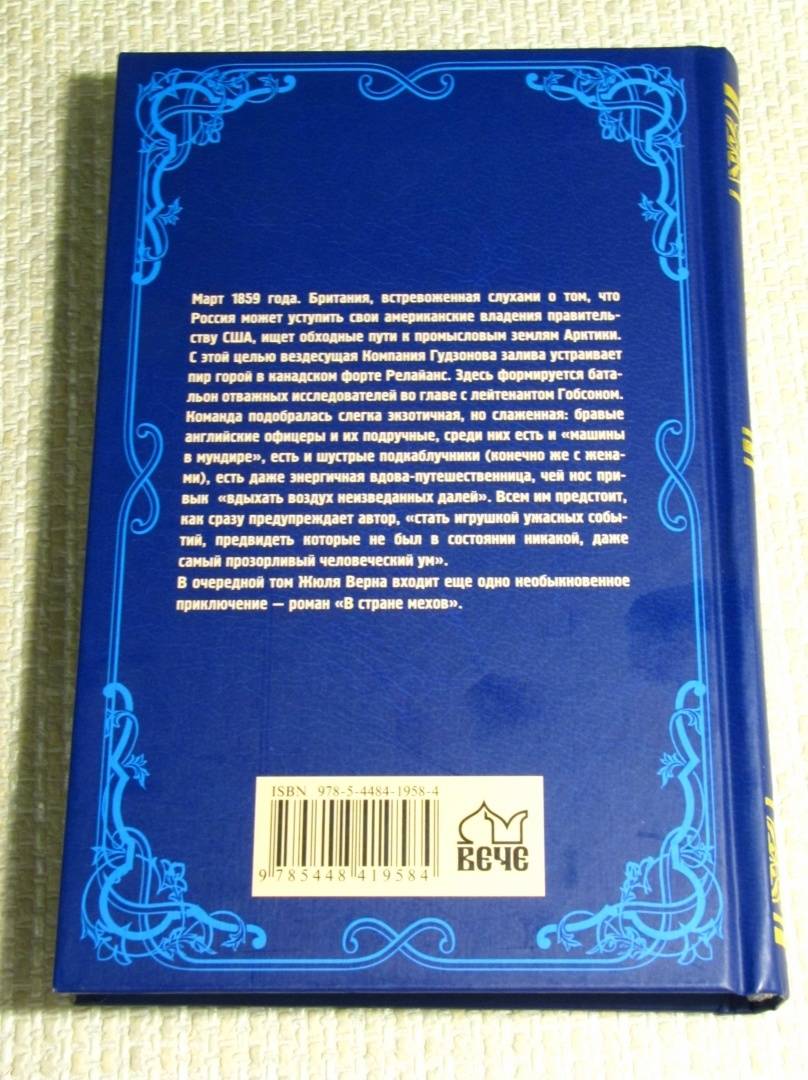 Март 1859 года. Британия, встревоженная слухами о том, что
Россия может уступить свои американские владения правитель-
ству США, ищет обходные пути к промысловым землям Арктики.
С этой целью вездесущая Компания Гудзонова залива устраивает
пир горой в канадском форте Релайанс. Здесь формируется бата-
льон отважных исследователей во главе с лейтенантом Гобсоном.
Команда подобралась слегка экзотичная, но слаженная: бравые
английские офицеры и их подручные, среди них есть и «машины
в мундире», есть и шустрые подкаблучники (конечно же с жена-
ми), есть даже энергичная вдова-путешественница, чей нос при-
вык «вдыхать воздух неизведанных далей». Всем им предстоит,
как сразу предупреждает автор, «стать игрушкой ужасных собы-
тий, предвидеть которые не был в состоянии никакой, даже
самый прозорливый человеческий ум».
В очередной том Жюля Верна входит еще одно необыкновенное
приключение — роман «В стране мехов».
ISBN 978-5-4484-1958-4
9 785448 419584
ВЕЧЕ